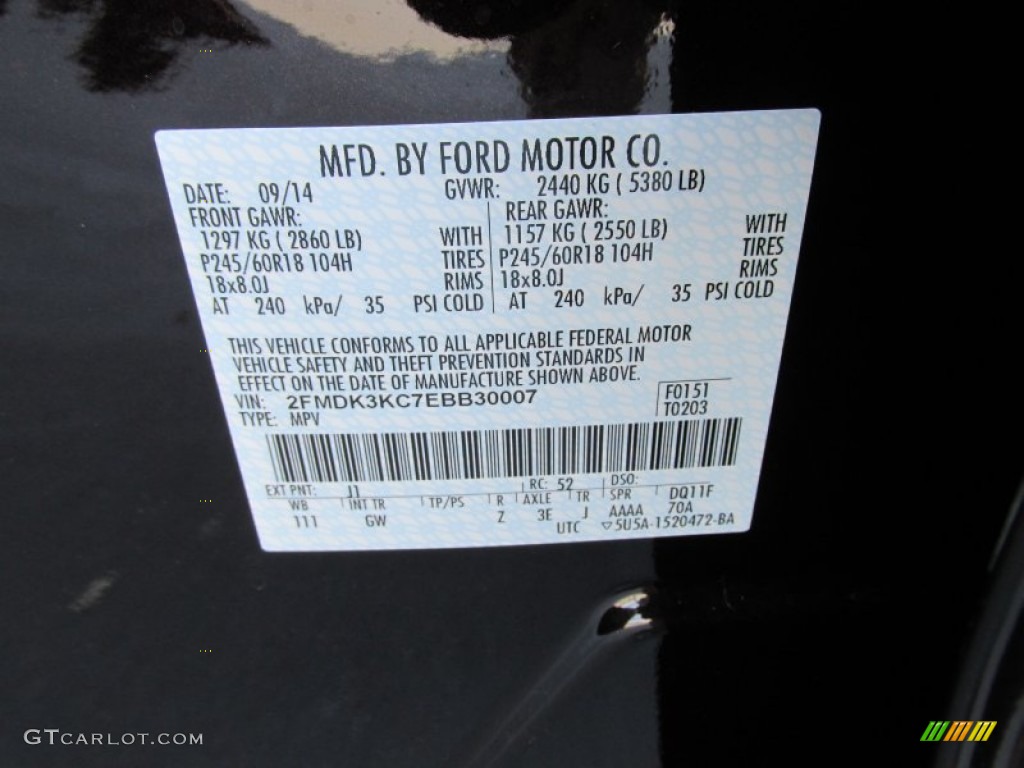 MFD. BY FORD MOTOR CO.
DATE: 09/14 GVWR: 2440 KG ( 5380 LB)
FRONT GAWR: REAR GAWR:
1297 KG ( 2860 LB) WITH 1157 KG ( 2550 LB) WITH
P245/60R18 104H TIRES P245/60R18 104H TIRES
18x8.0J RIMS 18x8.0J RIMS
AT 240 kPa/ 35 PSI COLD AT 240 kPa/ 35 PSI COLD
THIS VEHICLE CONFORMS TO ALL APPLICABLE FEDERAL MOTOR
VEHICLE SAFETY AND THEFT PREVENTION STANDARDS IN
EFFECT ON THE DATE OF MANUFACTURE SHOWN ABOVE.
VIN: 2FMDK3KC7EBB30007 F0151
TYPE: MPV T0203
EXT PNT: J1 RC: 52 DSO:
WB INT TR TP/PS R AXLE TR SPR DQ11F
111 GW Z 3E J AAAA 70A
UTC ▽5U5A-1520472-BA
GTCARLOT.COM